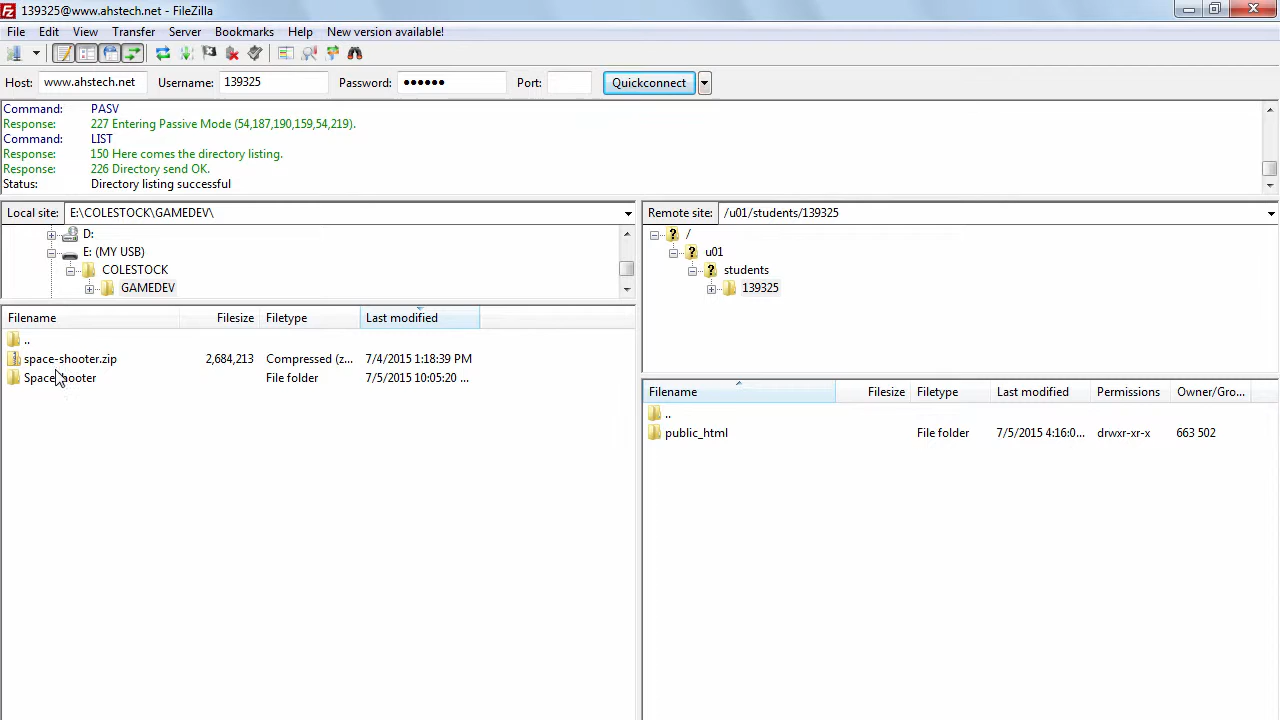 139325@www.ahstech.net - FileZilla
File Edit View Transfer Server Bookmarks Help New version available!
Host: www.ahstech.net Username: 139325 Password: ●●●●●● Port: Quickconnect
Command: PASV
Response: 227 Entering Passive Mode (54,187,190,159,54,219).
Command: LIST
Response: 150 Here comes the directory listing.
Response: 226 Directory send OK.
Status: Directory listing successful
Local site: E:\COLESTOCK\GAMEDEV\
D:
E: (MY USB)
COLESTOCK
GAMEDEV
Filename Filesize Filetype Last modified
..
space-shooter.zip 2,684,213 Compressed (z... 7/4/2015 1:18:39 PM
File folder 7/5/2015 10:05:20 ...
Remote site: /u01/students/139325
/
u01
students
139325
Filename Filesize Filetype Last modified Permissions Owner/Gro...
..
public_html File folder 7/5/2015 4:16:0... drwxr-xr-x 663 502